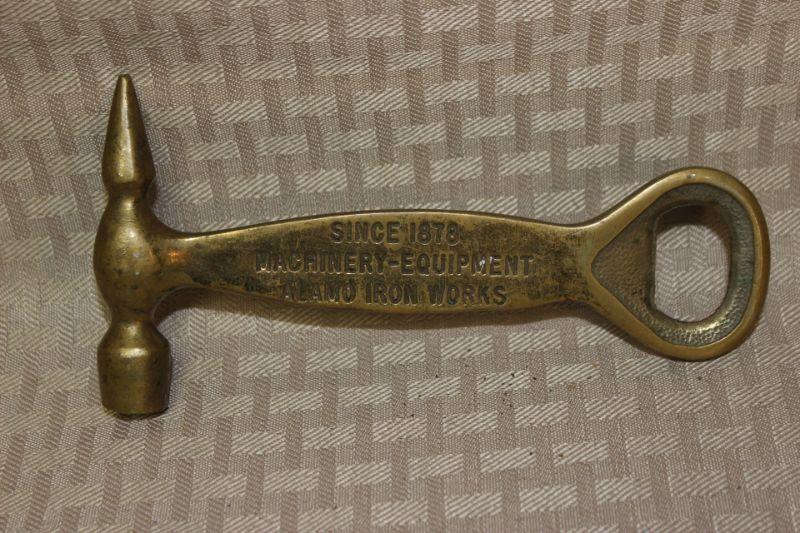 SINCE 1878
MACHINERY-EQUIPMENT
ALAMO IRON WORKS